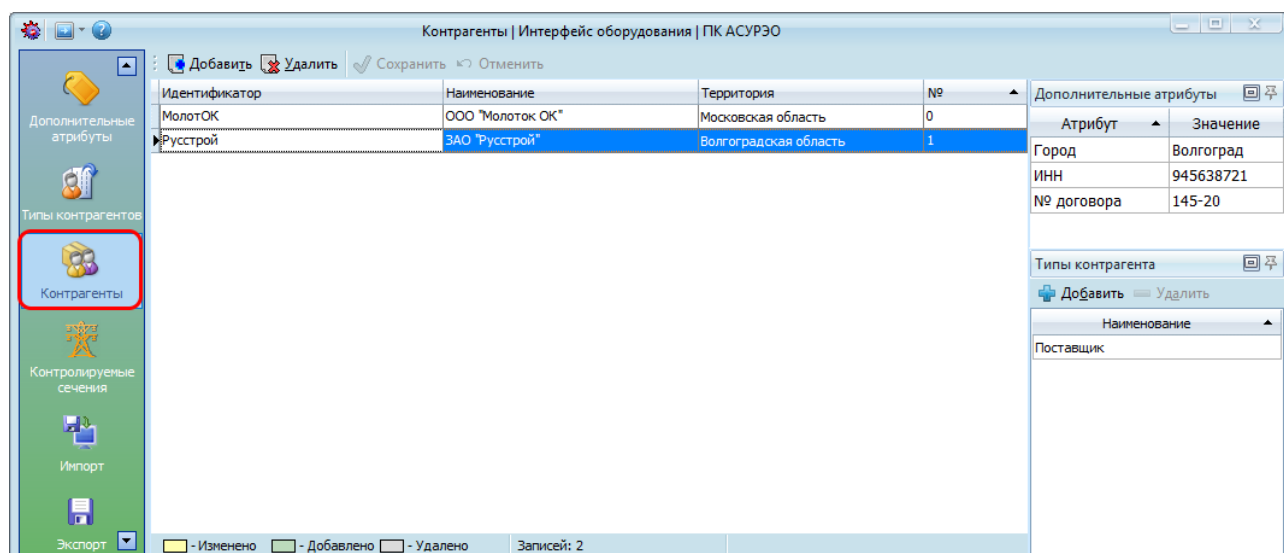 Контрагенты | Интерфейс оборудования | ПК АСУРЭО
Добавить Удалить Сохранить Отменить
Дополнительные
атрибуты
Типы контрагентов
Контрагенты
Контролируемые
сечения
Импорт
Экспорт
Идентификатор Наименование Территория №
МолотОК ООО "Молоток ОК" Московская область 0
Русстрой ЗАО "Русстрой" Волгоградская область 1
- Изменено - Добавлено - Удалено Записей: 2
Дополнительные атрибуты
Атрибут Значение
Город Волгоград
ИНН 945638721
№ договора 145-20
Типы контрагента
Добавить Удалить
Наименование
Поставщик